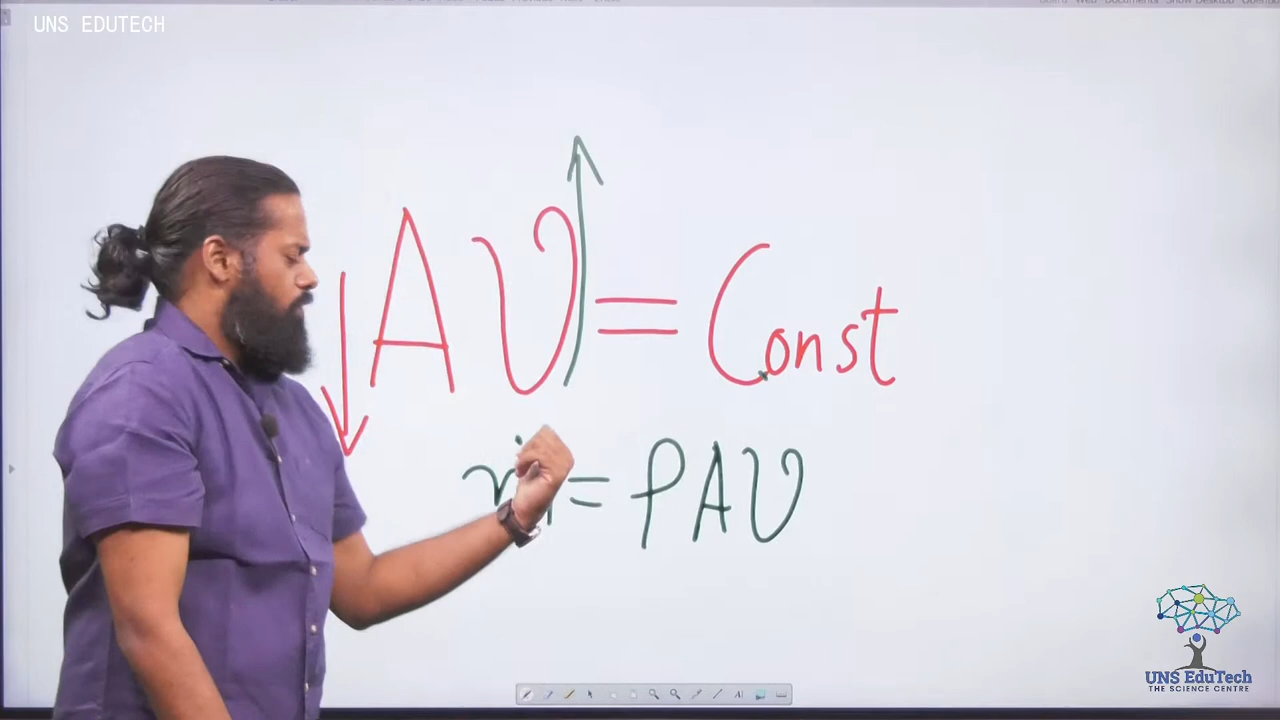 UNS EDUTECH
AV = Const
ṁ = ρAV
UNS EduTech
THE SCIENCE CENTRE